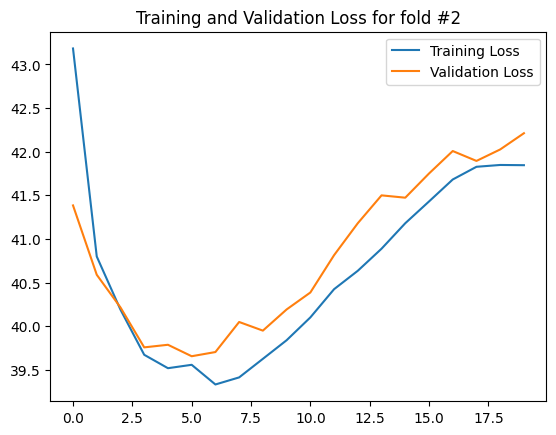 Training and Validation Loss for fold #2
Training Loss
Validation Loss
43.0
42.5
42.0
41.5
41.0
40.5
40.0
39.5
0.0 2.5 5.0 7.5 10.0 12.5 15.0 17.5